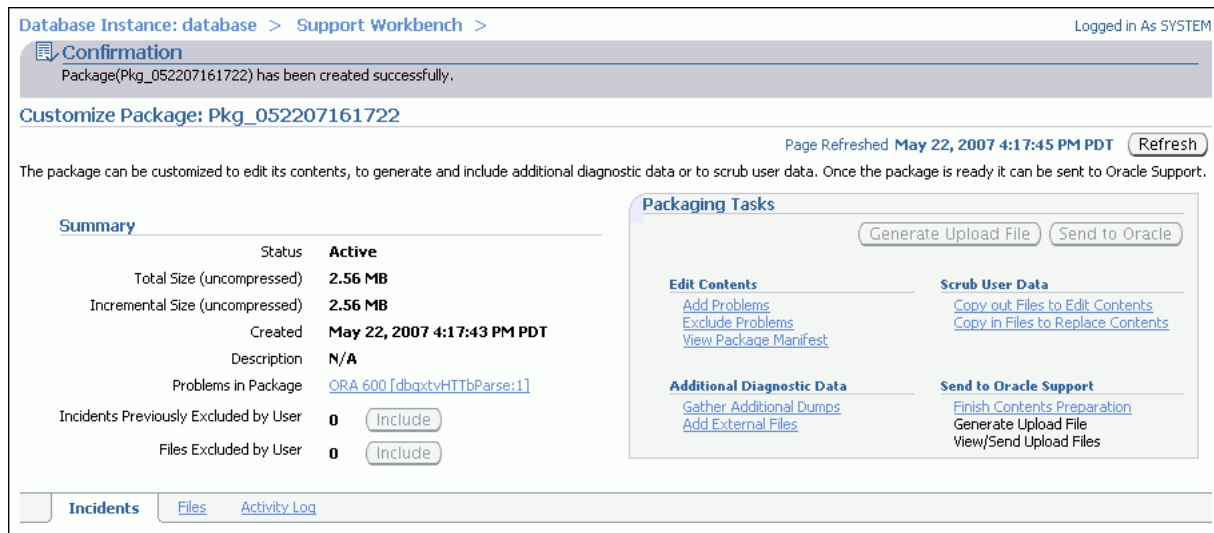 Database Instance: database > Support Workbench >
Logged in As SYSTEM
Confirmation
Package(Pkg_052207161722) has been created successfully.
Customize Package: Pkg_052207161722
Page Refreshed May 22, 2007 4:17:45 PM PDT Refresh
The package can be customized to edit its contents, to generate and include additional diagnostic data or to scrub user data. Once the package is ready it can be sent to Oracle Support.
Summary
Status Active
Total Size (uncompressed) 2.56 MB
Incremental Size (uncompressed) 2.56 MB
Created May 22, 2007 4:17:43 PM PDT
Description N/A
Problems in Package ORA 600 [dbgxtvHTTbParse:1]
Incidents Previously Excluded by User 0 Include
Files Excluded by User 0 Include
Packaging Tasks
Generate Upload File Send to Oracle
Edit Contents
Add Problems
Exclude Problems
View Package Manifest
Scrub User Data
Copy out Files to Edit Contents
Copy in Files to Replace Contents
Additional Diagnostic Data
Gather Additional Dumps
Add External Files
Send to Oracle Support
Finish Contents Preparation
Generate Upload File
View/Send Upload Files
Incidents Files Activity Log